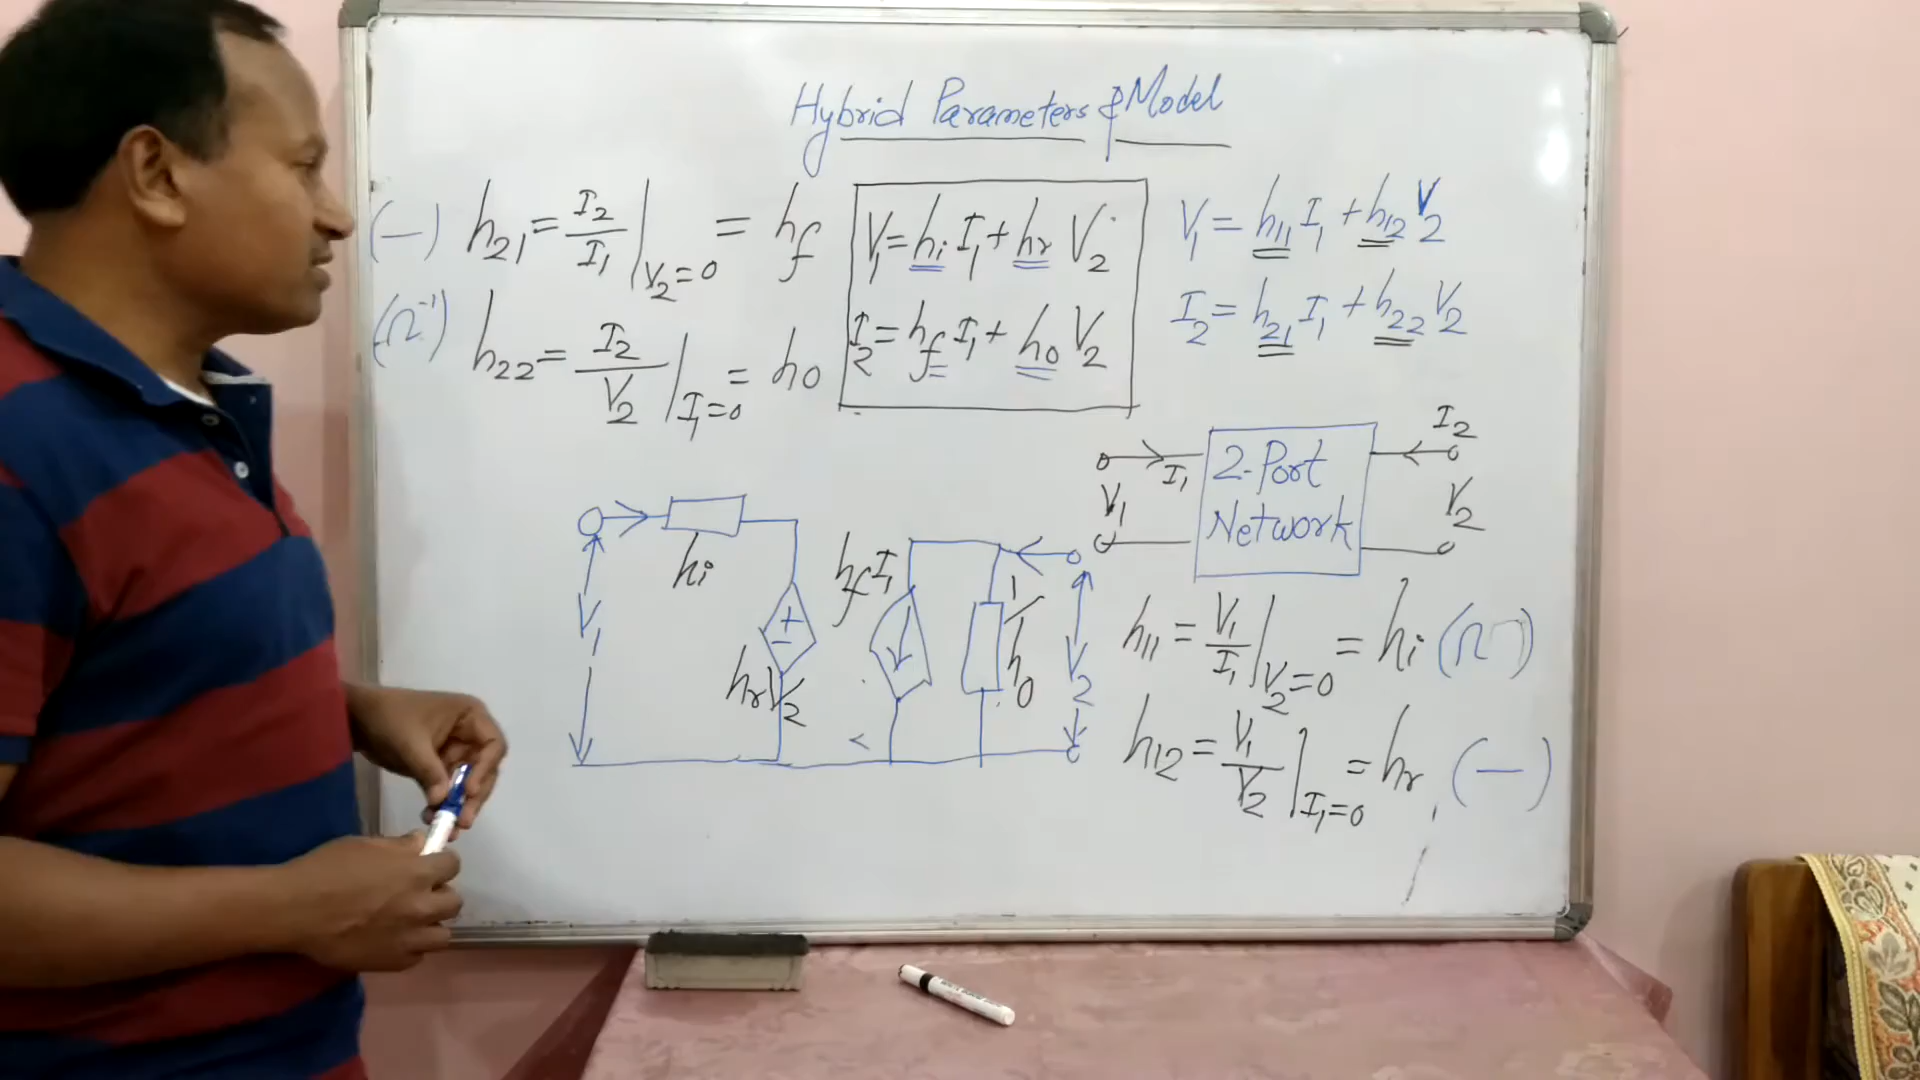 Hybrid Parameters & Model
(—) h21 = I2/I1 | V2=0 = hf
(Ω⁻¹) h22 = I2/V2 | I1=0 = ho
V1 = hi I1 + hr V2
I2 = hf I1 + ho V2
V1 = h11 I1 + h12 V2
I2 = h21 I1 + h22 V2
I1
V1
2-Port
Network
I2
V2
V1
hi
hr V2
hf I1
1/ho
V2
h11 = V1/I1 | V2=0 = hi (Ω)
h12 = V1/V2 | I1=0 = hr (—)